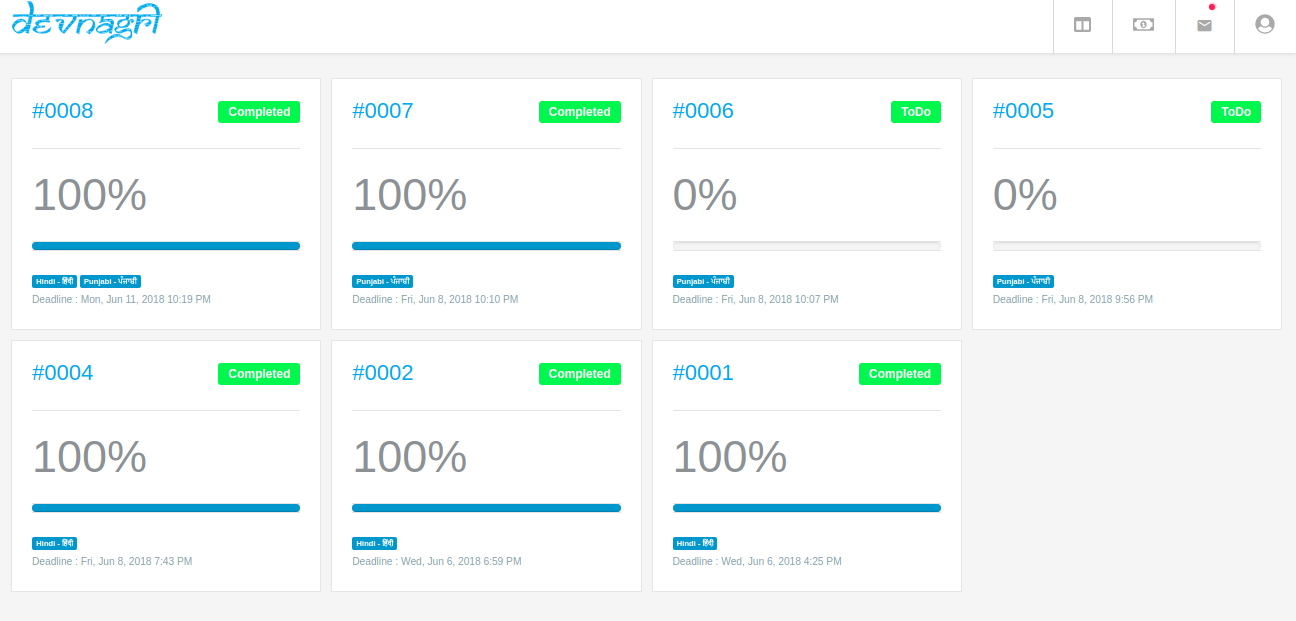 devnagri
#0008 Completed
100%
Hindi - हिंदी Punjabi - ਪੰਜਾਬੀ
Deadline : Mon, Jun 11, 2018 10:19 PM
#0007 Completed
100%
Punjabi - ਪੰਜਾਬੀ
Deadline : Fri, Jun 8, 2018 10:10 PM
#0006 ToDo
0%
Punjabi - ਪੰਜਾਬੀ
Deadline : Fri, Jun 8, 2018 10:07 PM
#0005 ToDo
0%
Punjabi - ਪੰਜਾਬੀ
Deadline : Fri, Jun 8, 2018 9:56 PM
#0004 Completed
100%
Hindi - हिंदी
Deadline : Fri, Jun 8, 2018 7:43 PM
#0002 Completed
100%
Hindi - हिंदी
Deadline : Wed, Jun 6, 2018 6:59 PM
#0001 Completed
100%
Hindi - हिंदी
Deadline : Wed, Jun 6, 2018 4:25 PM